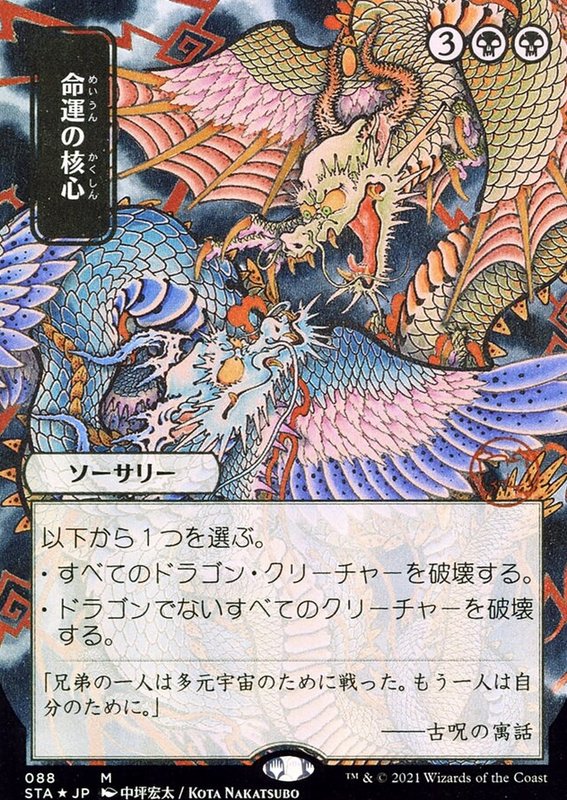 命運の核心
めいうん
かくしん
3
ソーサリー
以下から1つを選ぶ。
・すべてのドラゴン・クリーチャーを破壊する。
・ドラゴンでないすべてのクリーチャーを破壊
する。
「兄弟の一人は多元宇宙のために戦った。もう一人は自
分のために。」
――古呪の寓話
088 M
STA ★ JP 中坪宏太 / KOTA NAKATSUBO
™ & © 2021 Wizards of the Coast